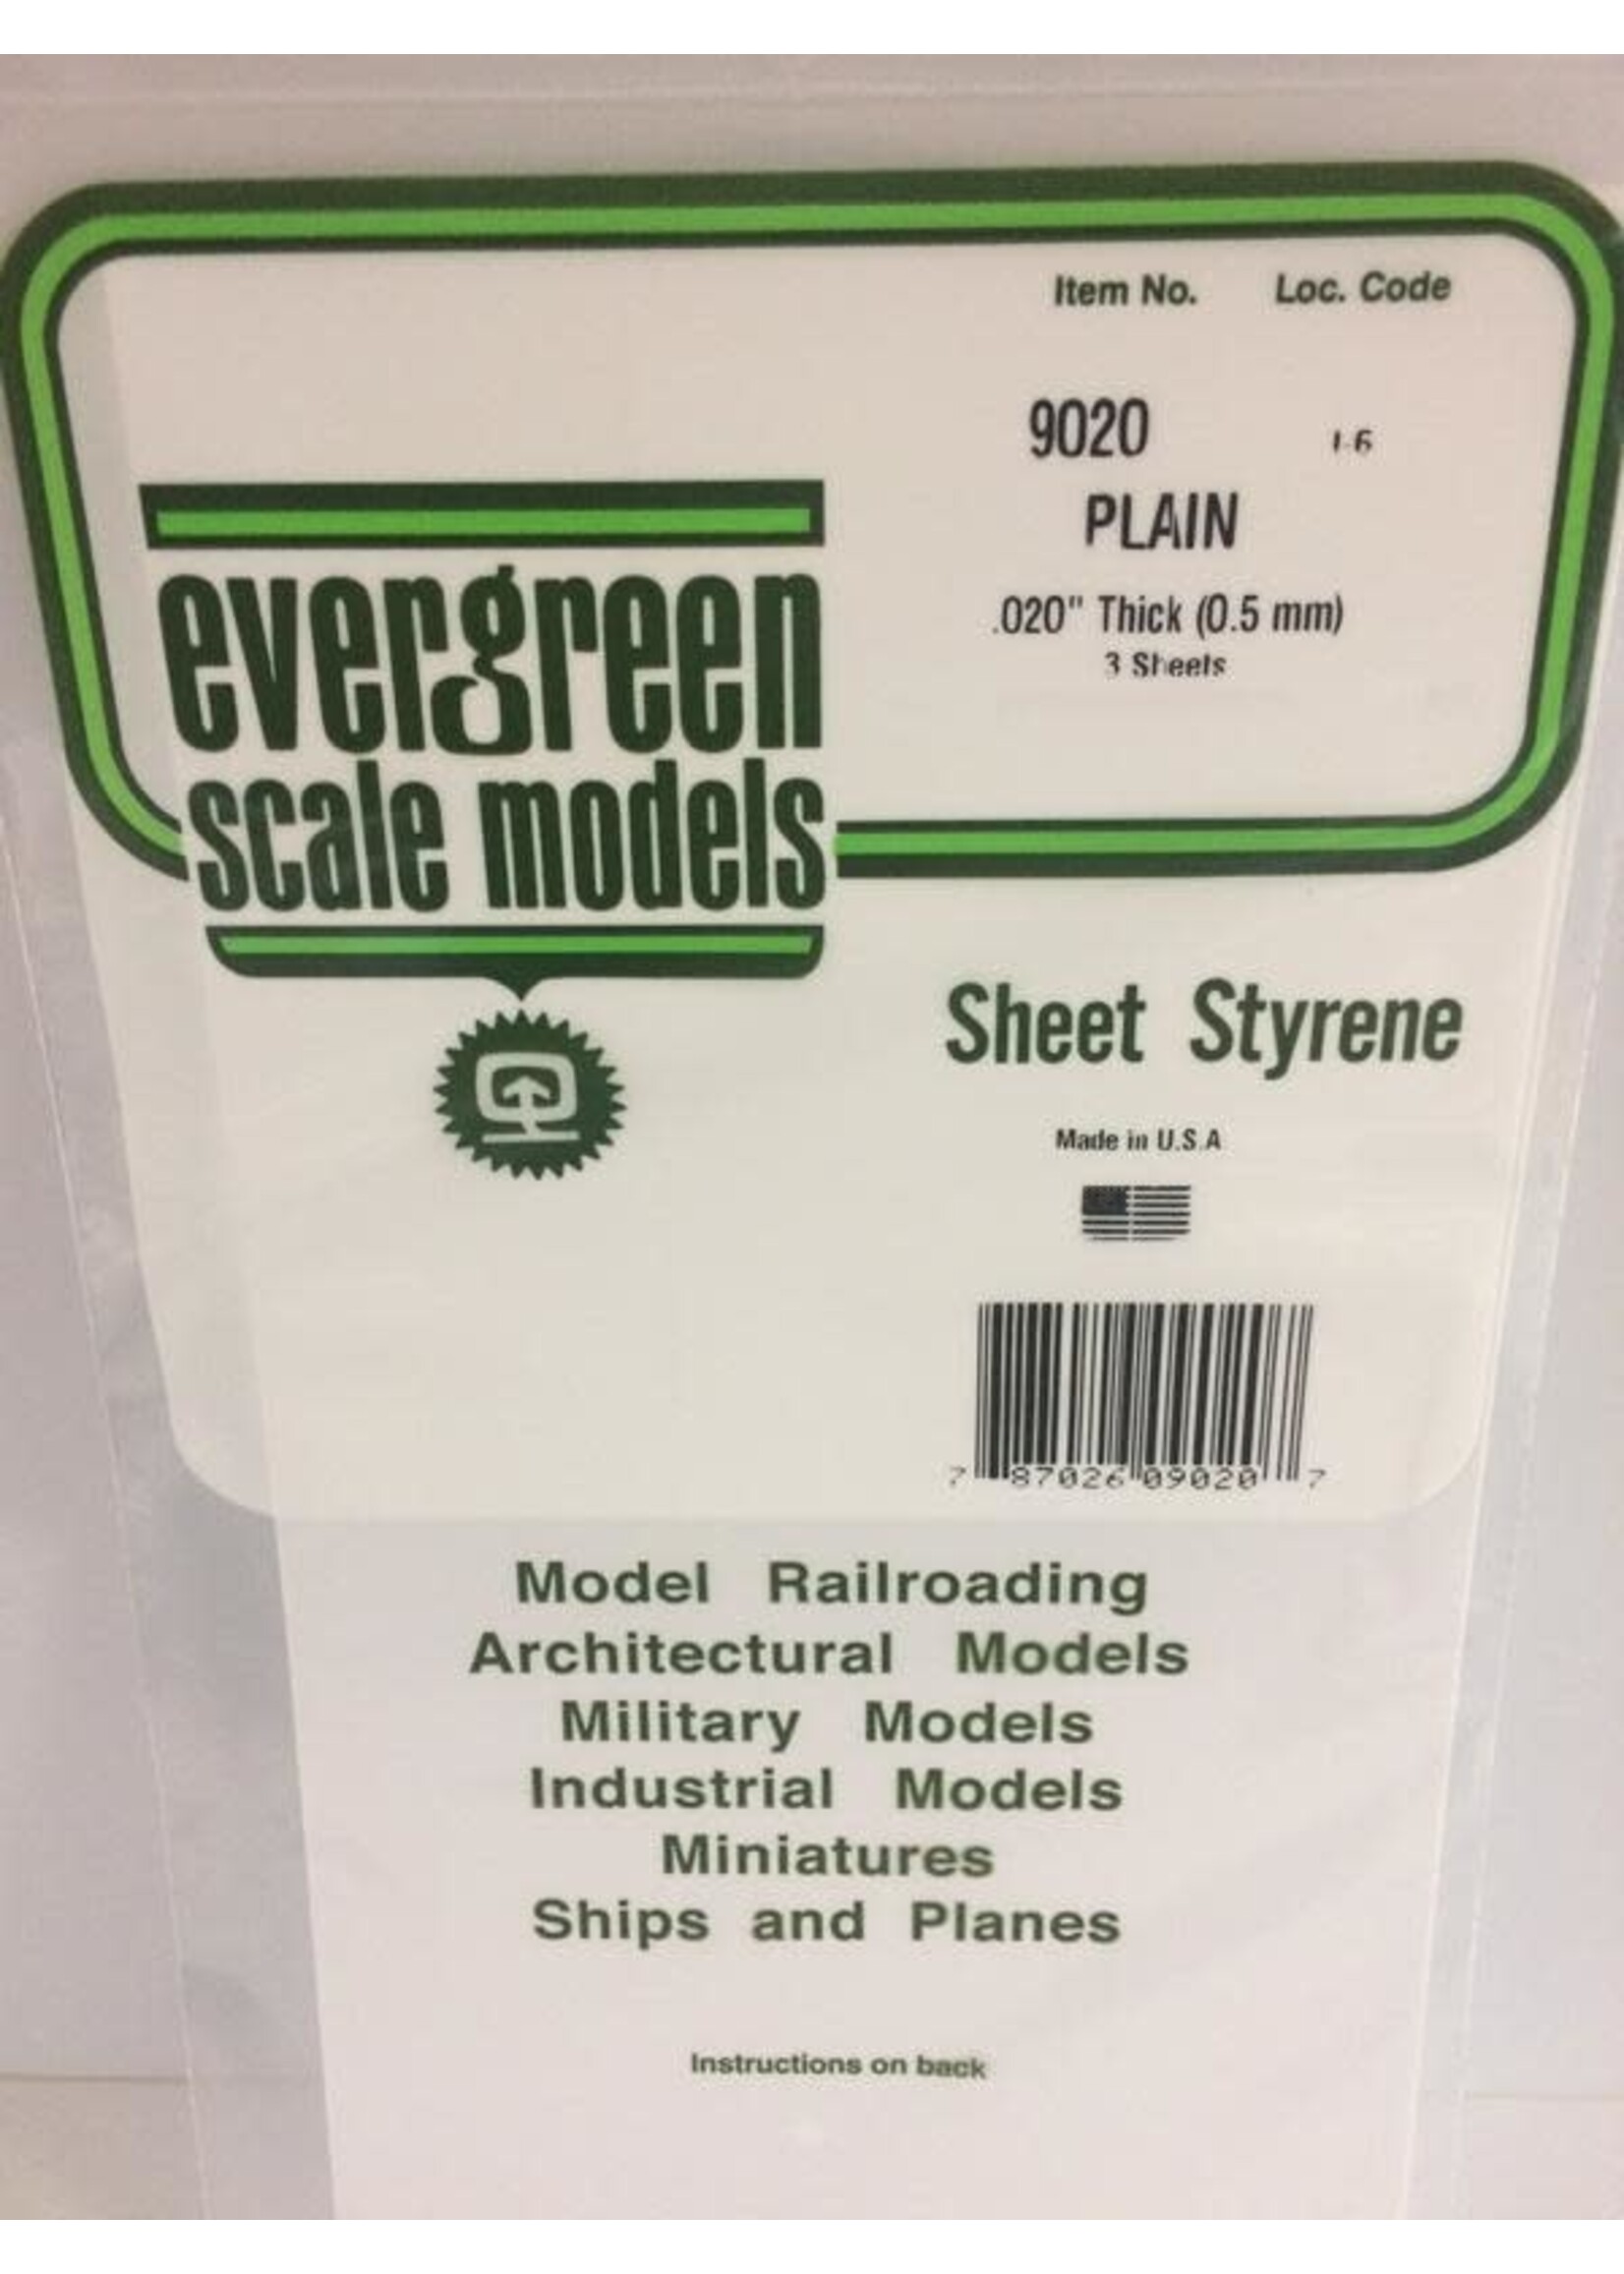 Item No. Loc. Code
9020 1-6
PLAIN
.020" Thick (0.5 mm)
3 Sheets
evergreen
scale models
Sheet Styrene
Made in U.S.A
7 87026 09020 7
Model Railroading
Architectural Models
Military Models
Industrial Models
Miniatures
Ships and Planes
Instructions on back